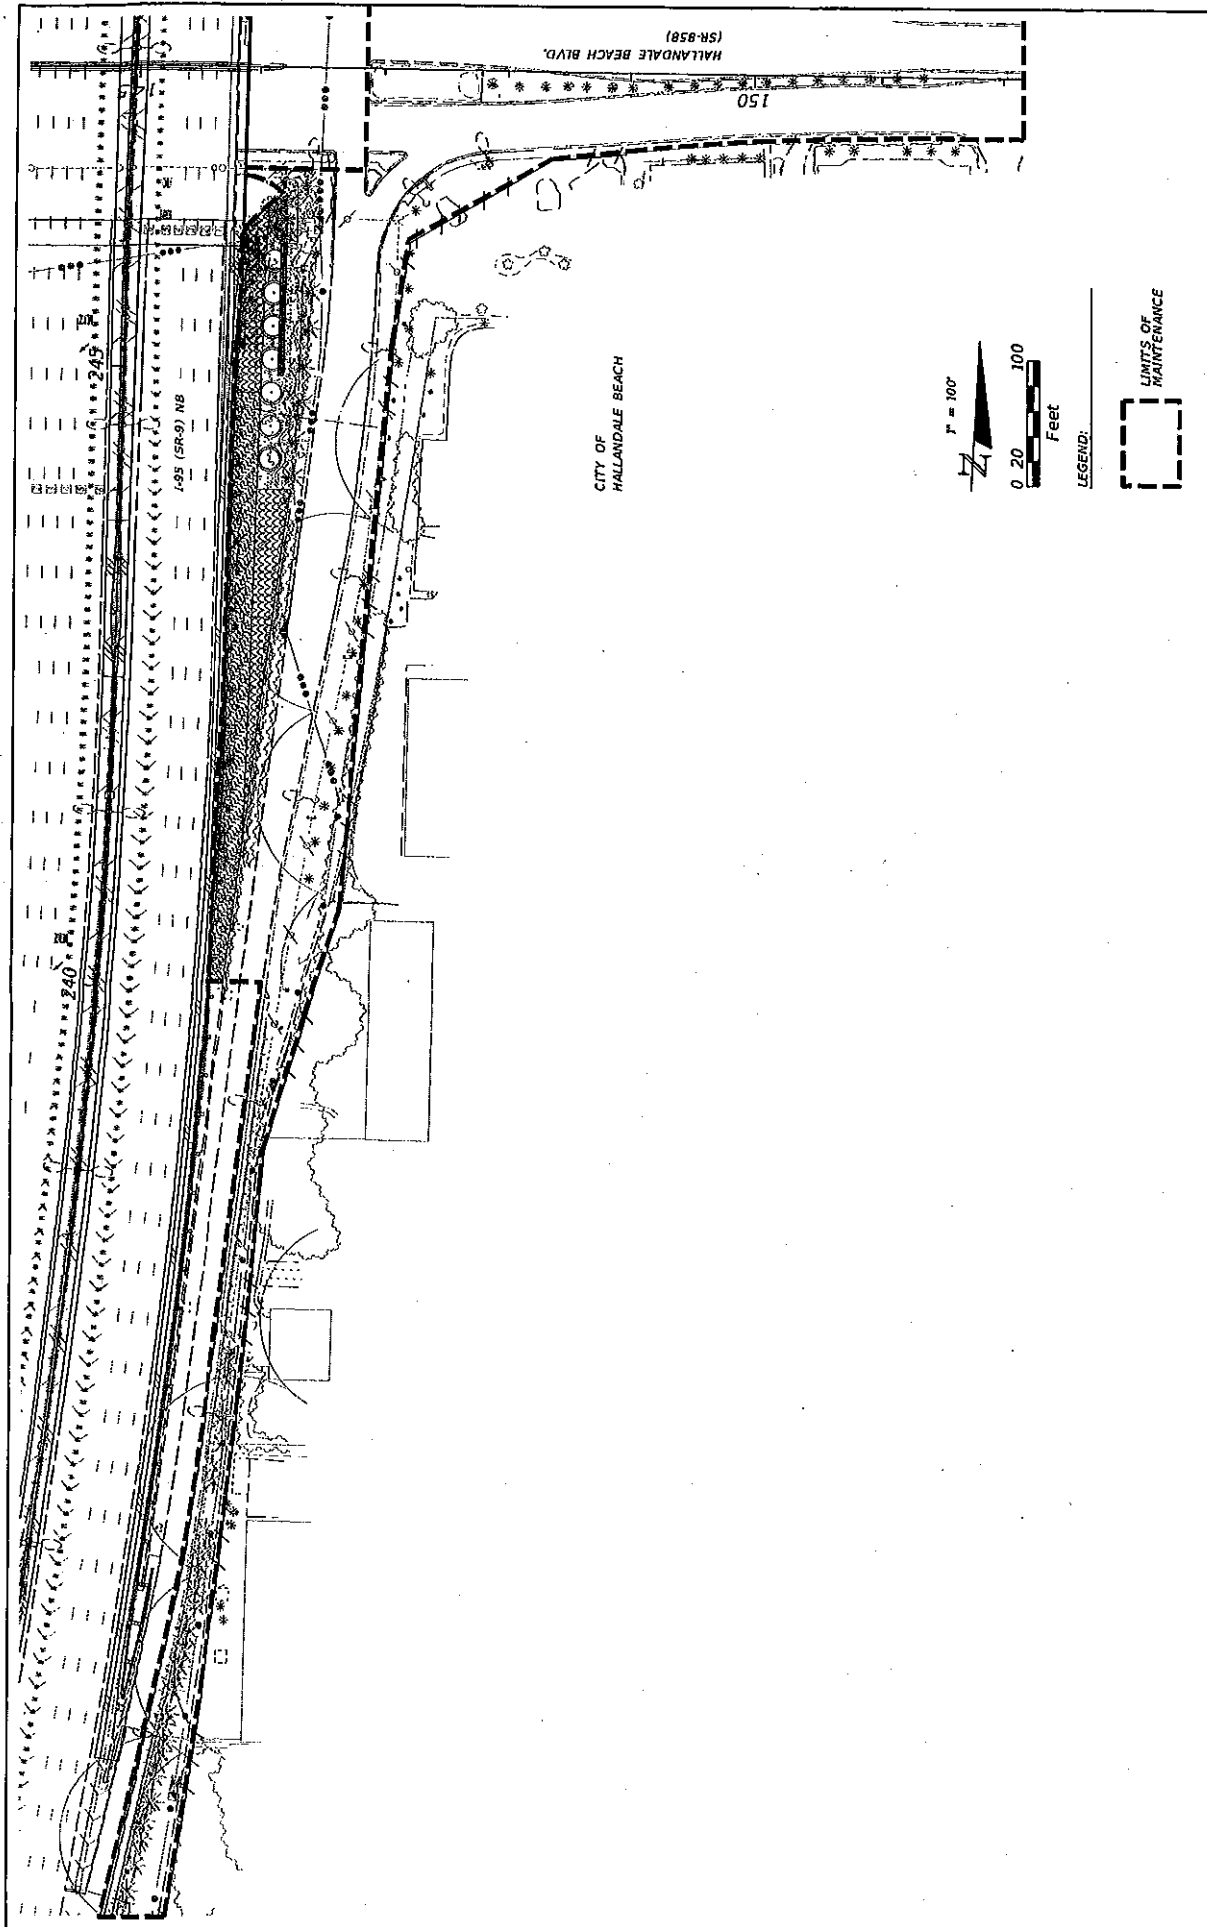 HALLANDALE BEACH BLVD.
(SR-858)
150
245
I-95 (SR-9) NB
240
CITY OF
HALLANDALE BEACH
1" = 100'
0 20 100
Feet
LEGEND:
LIMITS OF
MAINTENANCE